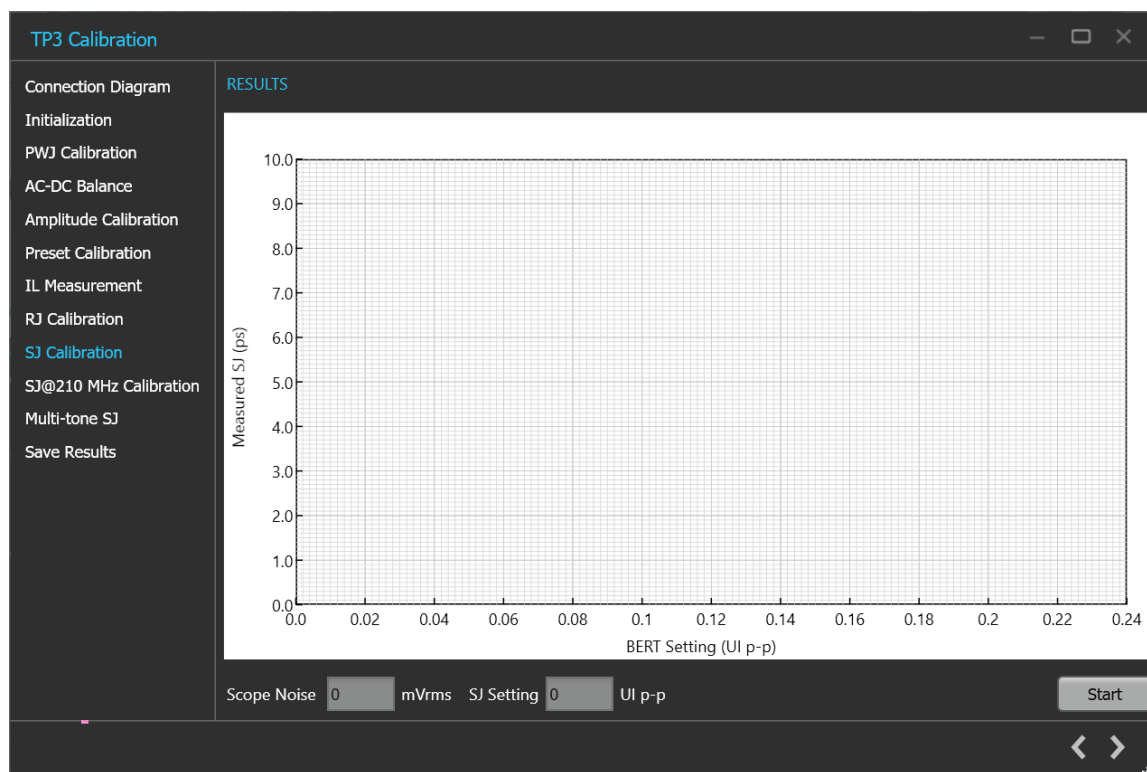 TP3 Calibration
Connection Diagram
Initialization
PWJ Calibration
AC-DC Balance
Amplitude Calibration
Preset Calibration
IL Measurement
RJ Calibration
SJ Calibration
SJ@210 MHz Calibration
Multi-tone SJ
Save Results
RESULTS
Measured SJ (ps)
10.0
9.0
8.0
7.0
6.0
5.0
4.0
3.0
2.0
1.0
0.0
0.0 0.02 0.04 0.06 0.08 0.1 0.12 0.14 0.16 0.18 0.2 0.22 0.24
BERT Setting (UI p-p)
Scope Noise 0 mVrms SJ Setting 0 UI p-p Start